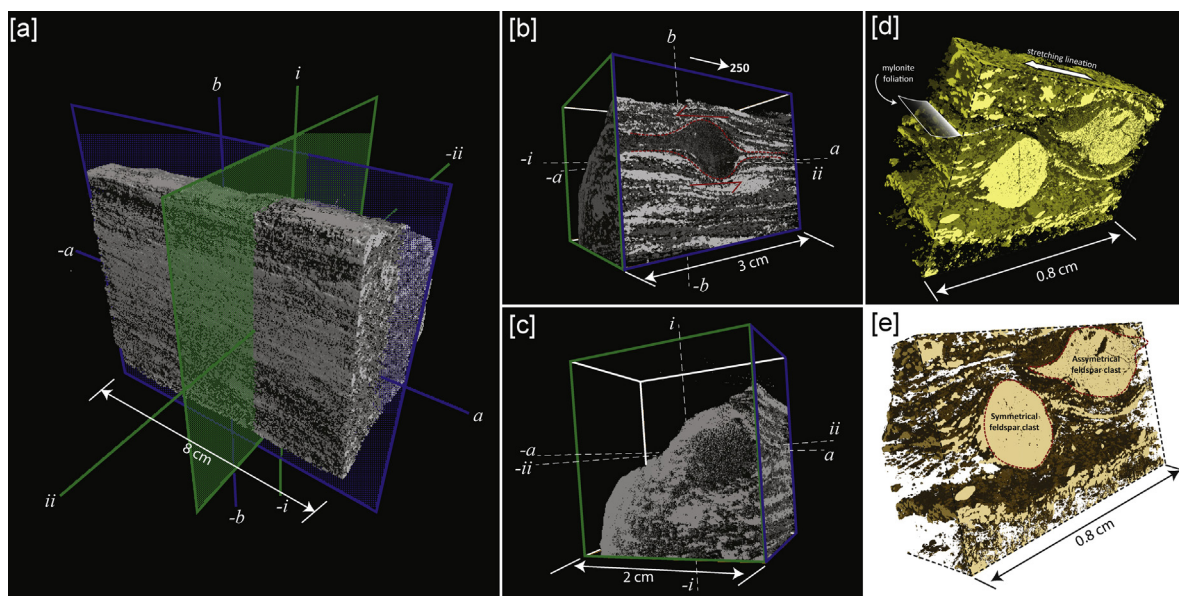 [a]
b
i
-ii
-a
a
8 cm
ii
-b
-i
[b]
b
250
-i
-a
a
ii
3 cm
-b
[c]
i
-a
-ii
ii
a
2 cm
-i
[d]
stretching lineation
mylonite
foliation
0.8 cm
[e]
Assymetrical
feldspar clast
Symmetrical
feldspar clast
0.8 cm